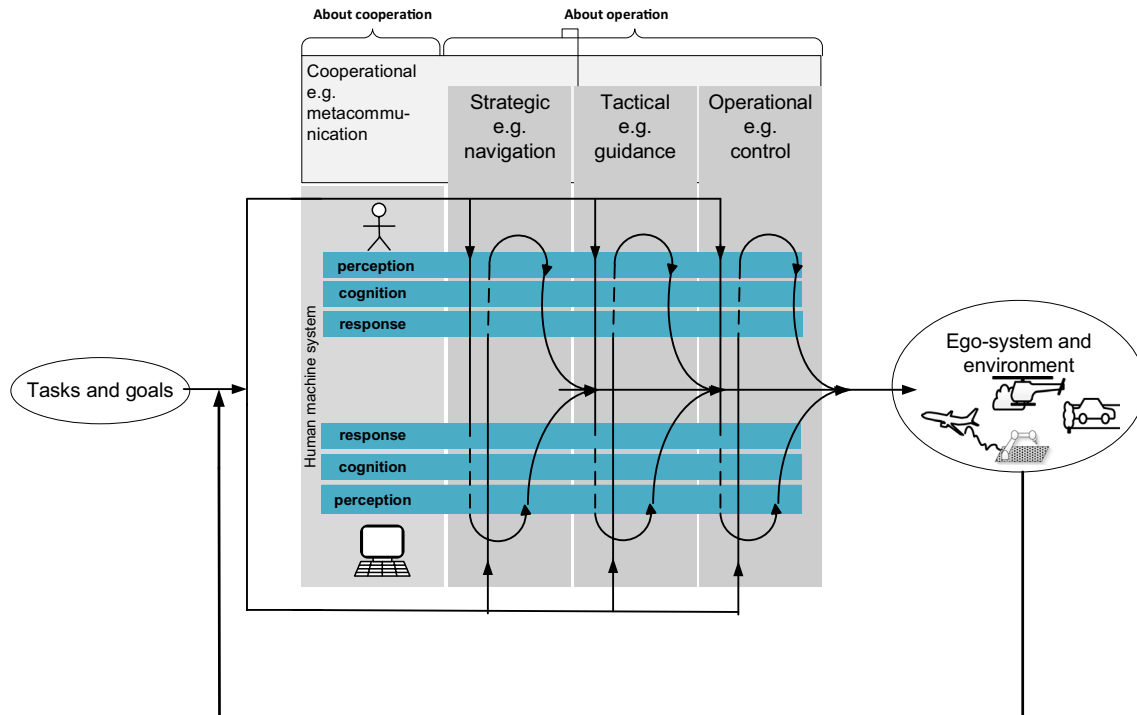 About cooperation
About operation
Cooperational
e.g.
metacommu-
nication
Strategic
e.g.
navigation
Tactical
e.g.
guidance
Operational
e.g.
control
perception
cognition
response
Human machine system
Tasks and goals
Ego-system and
environment
response
cognition
perception